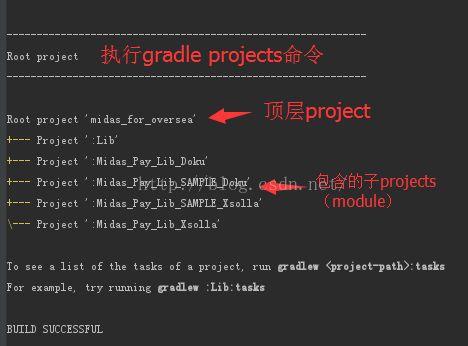 ------------------------------------------------------------
Root project 执行gradle projects命令
------------------------------------------------------------
Root project 'midas_for_oversea' 顶层project
+--- Project ':Lib'
+--- Project ':Midas_Pay_Lib_Doku'
+--- Project ':Midas_Pay_Lib_SAMPLE_Doku' 包含的子projects
+--- Project ':Midas_Pay_Lib_SAMPLE_Xsolla' （module）
\--- Project ':Midas_Pay_Lib_Xsolla'
http://blog.csdn.net/
To see a list of the tasks of a project, run gradlew <project-path>:tasks
For example, try running gradlew :Lib:tasks
BUILD SUCCESSFUL